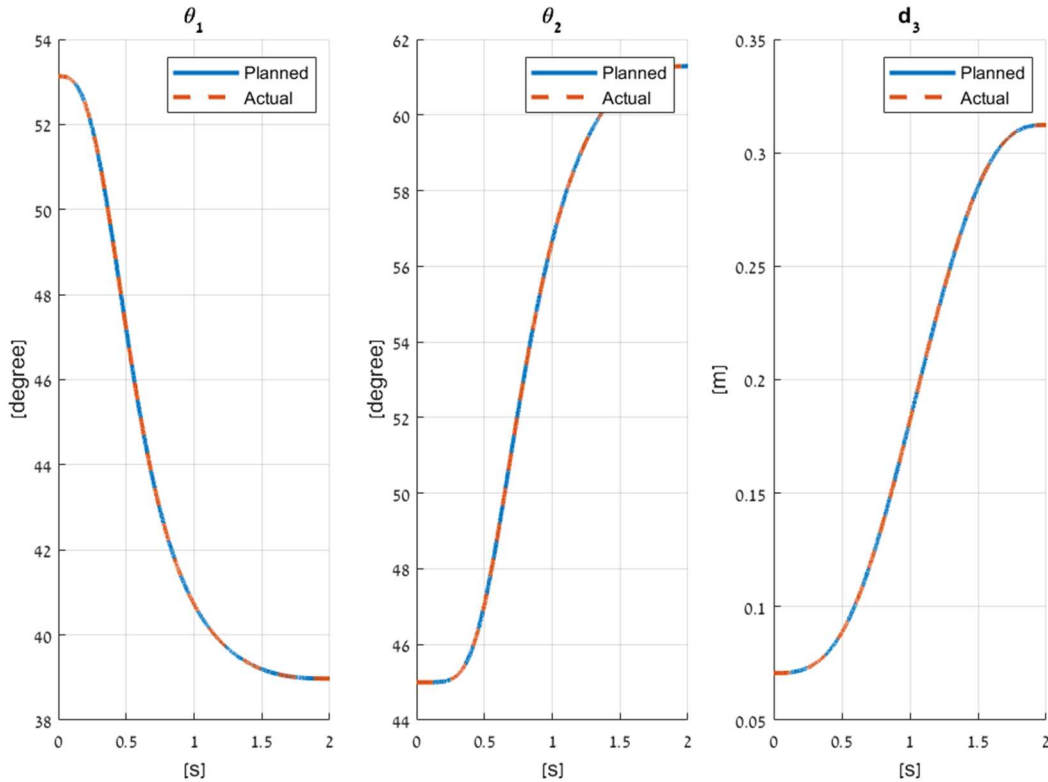 θ₁
54
52
50
48
46
44
42
40
38
[degree]
0 0.5 1 1.5 2
[s]
Planned
Actual
θ₂
62
60
58
56
54
52
50
48
46
44
[degree]
0 0.5 1 1.5 2
[s]
Planned
Actual
d₃
0.35
0.3
0.25
0.2
0.15
0.1
0.05
[m]
0 0.5 1 1.5 2
[s]
Planned
Actual